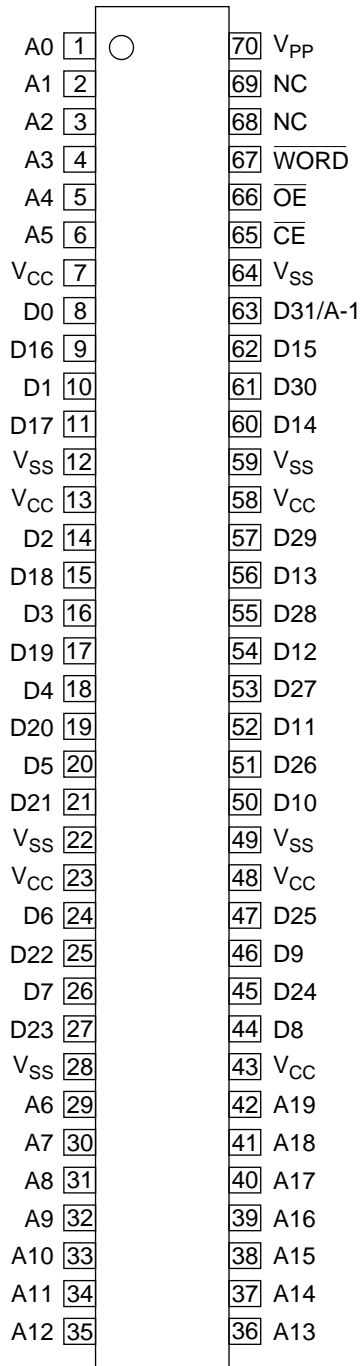 A0 1 70 VPP
A1 2 69 NC
A2 3 68 NC
A3 4 67 W̅O̅R̅D̅
A4 5 66 O̅E̅
A5 6 65 C̅E̅
VCC 7 64 VSS
D0 8 63 D31/A-1
D16 9 62 D15
D1 10 61 D30
D17 11 60 D14
VSS 12 59 VSS
VCC 13 58 VCC
D2 14 57 D29
D18 15 56 D13
D3 16 55 D28
D19 17 54 D12
D4 18 53 D27
D20 19 52 D11
D5 20 51 D26
D21 21 50 D10
VSS 22 49 VSS
VCC 23 48 VCC
D6 24 47 D25
D22 25 46 D9
D7 26 45 D24
D23 27 44 D8
VSS 28 43 VCC
A6 29 42 A19
A7 30 41 A18
A8 31 40 A17
A9 32 39 A16
A10 33 38 A15
A11 34 37 A14
A12 35 36 A13